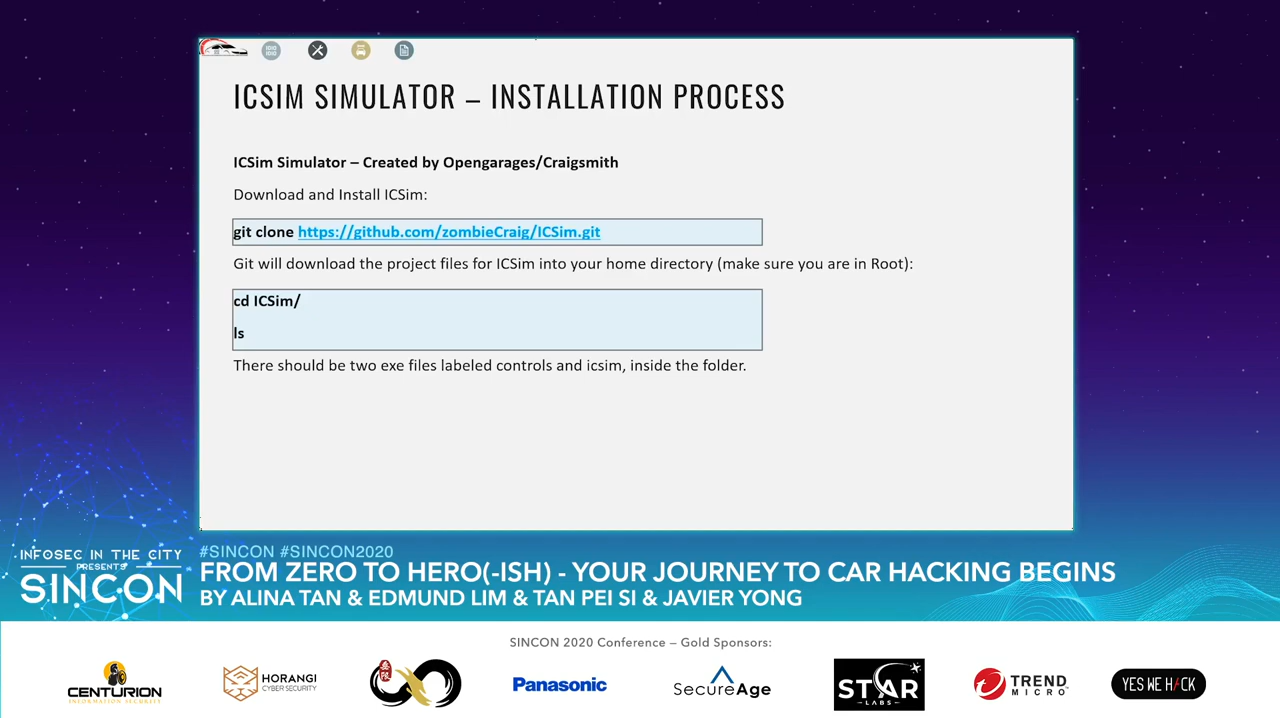 ICSIM SIMULATOR – INSTALLATION PROCESS
ICSim Simulator – Created by Opengarages/Craigsmith
Download and Install ICSim:
git clone https://github.com/zombieCraig/ICSim.git
Git will download the project files for ICSim into your home directory (make sure you are in Root):
cd ICSim/
ls
There should be two exe files labeled controls and icsim, inside the folder.
INFOSEC IN THE CITY
PRESENTS
SINCON
#SINCON #SINCON2020
FROM ZERO TO HERO(-ISH) - YOUR JOURNEY TO CAR HACKING BEGINS
BY ALINA TAN & EDMUND LIM & TAN PEI SI & JAVIER YONG
SINCON 2020 Conference – Gold Sponsors:
CENTURION
INFORMATION SECURITY
HORANGI
CYBER SECURITY
Panasonic
SecureAge
STAR
LABS
TREND
MICRO
YES WE H/CK